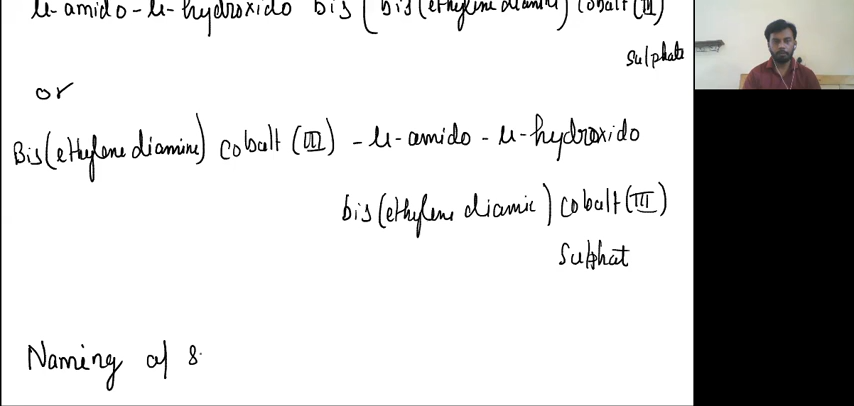 μ-amido-μ-hydroxido bis (bis(ethylene diamine) cobalt (III)
Sulphate
or
Bis(ethylene diamine) cobalt (III) - μ-amido - μ-hydroxido
bis (ethylene diamic) cobalt (III)
Sulphat
Naming of s